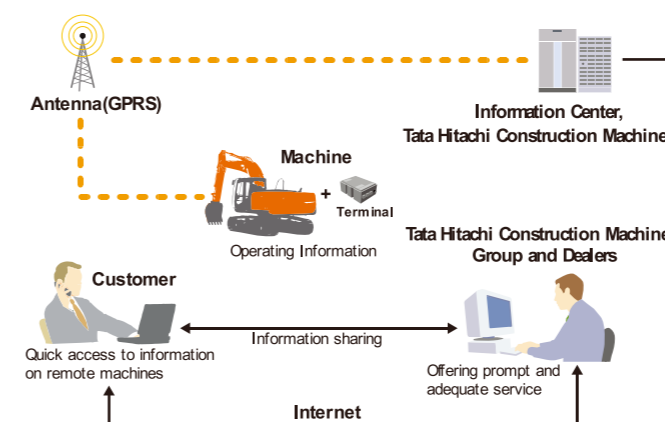 Antenna(GPRS)
Information Center,
Tata Hitachi Construction Machine
Machine
+
Terminal
Operating Information
Tata Hitachi Construction Machine
Group and Dealers
Customer
Information sharing
Quick access to information
on remote machines
Offering prompt and
adequate service
Internet